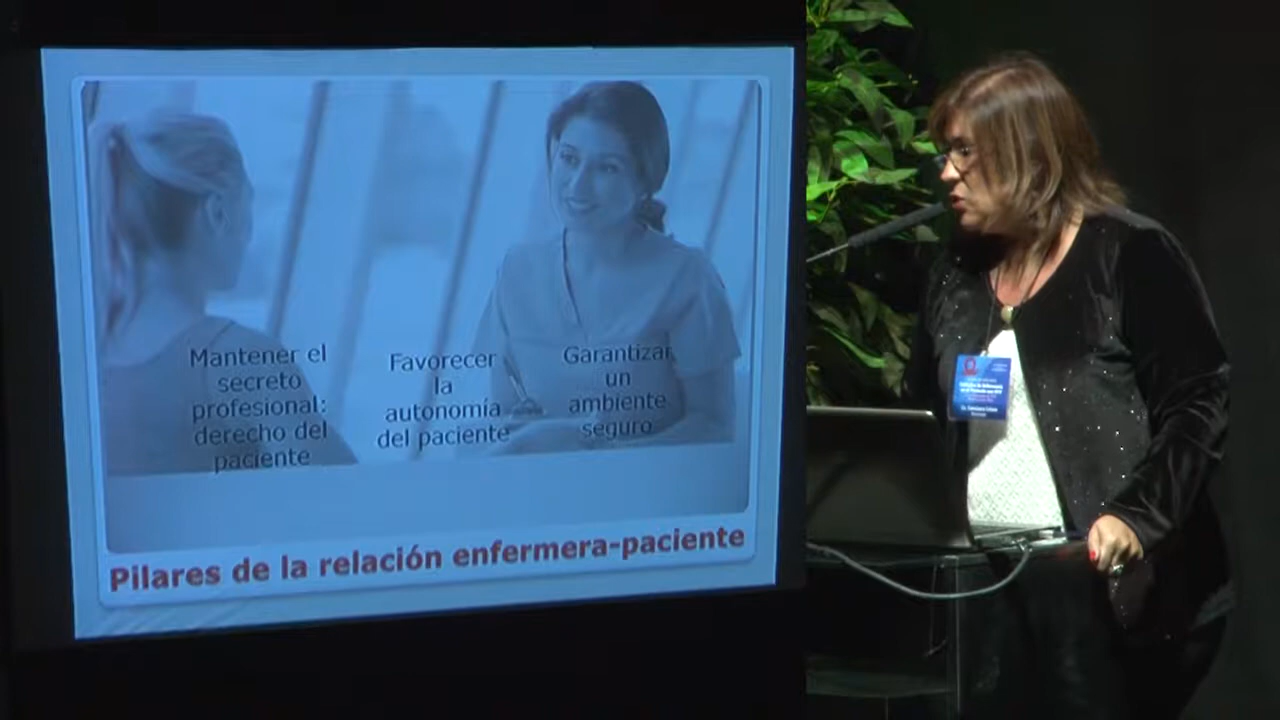 Mantener el
secreto
profesional:
derecho del
paciente
Favorecer
la
autonomía
del paciente
Garantizar
un
ambiente
seguro
Pilares de la relación enfermera-paciente